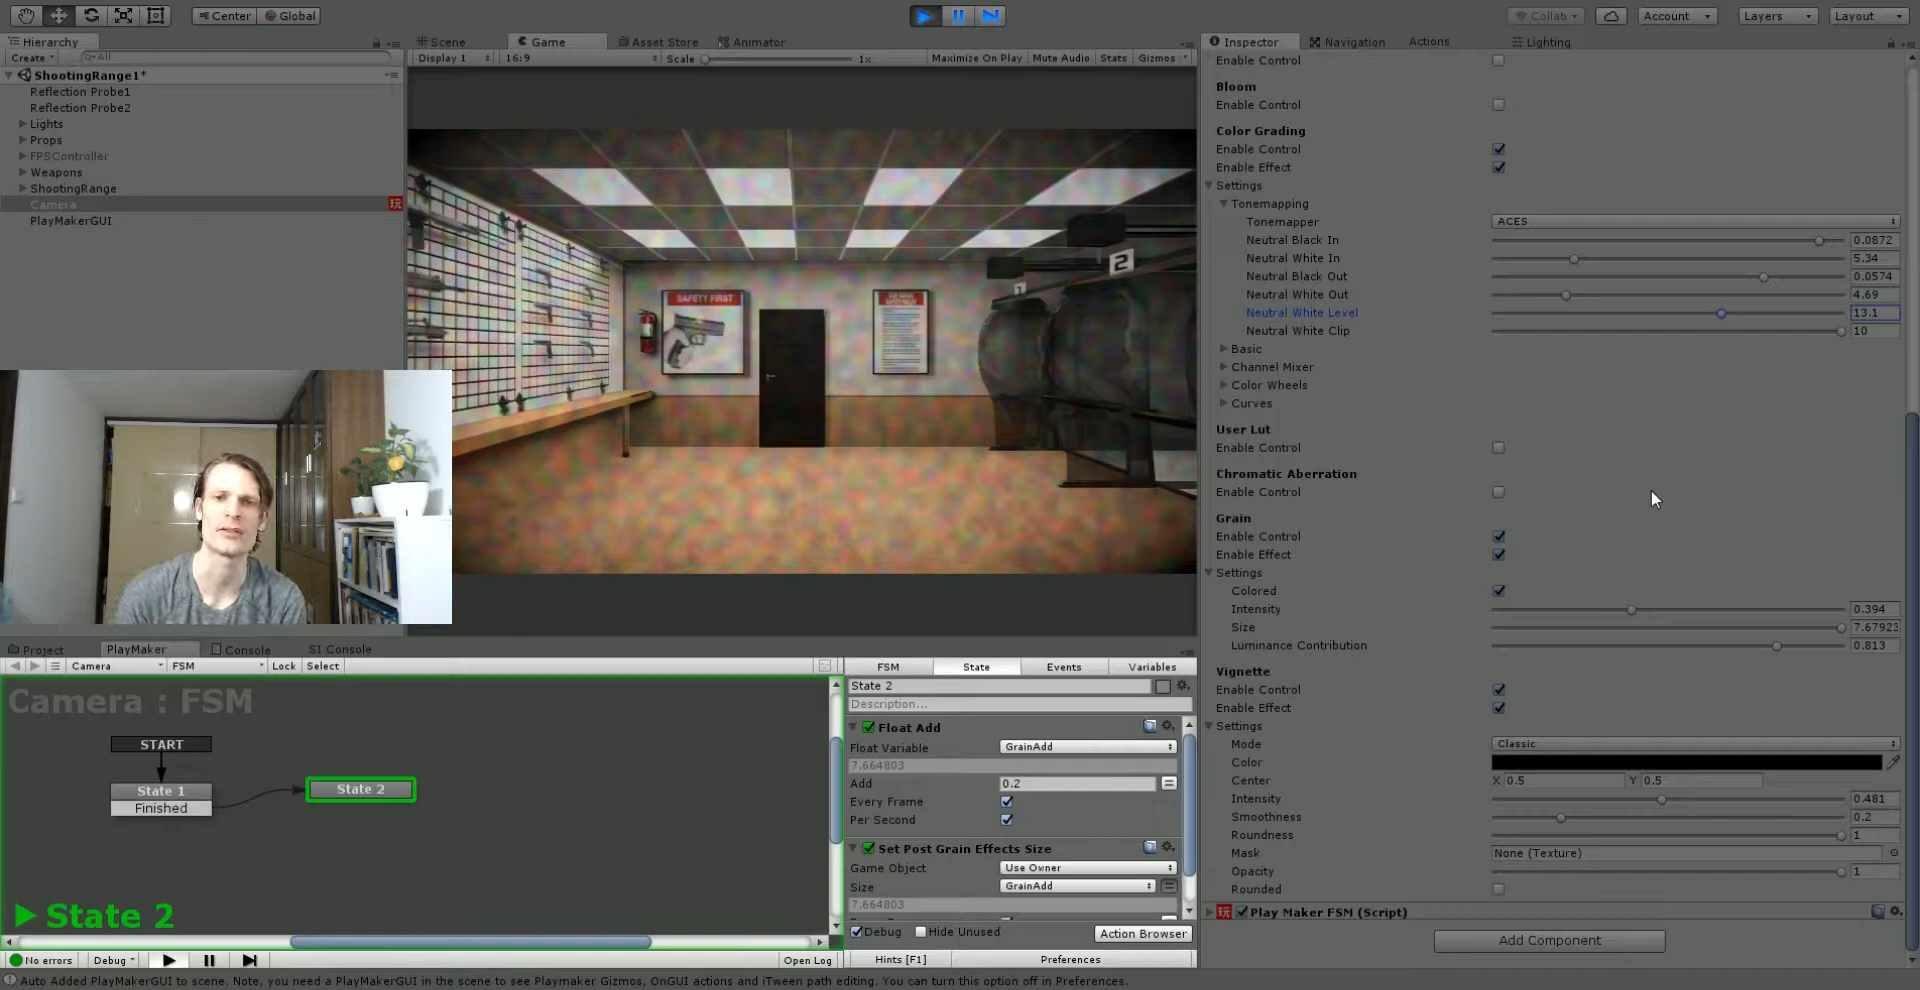 Center
Global
Collab
Account
Layers
Layout
Hierarchy
Create
All
ShootingRange1*
Reflection Probe1
Reflection Probe2
Lights
Props
FPSController
Weapons
ShootingRange
Camera
PlayMakerGUI
Scene
Game
Asset Store
Animator
Display 1
16:9
Scale
1x
Maximize On Play
Mute Audio
Stats
Gizmos
SAFETY FIRST
1
2
Inspector
Navigation
Actions
Lighting
Enable Control
Bloom
Enable Control
Color Grading
Enable Control
Enable Effect
Settings
Tonemapping
Tonemapper
ACES
Neutral Black In
0.0872
Neutral White In
5.34
Neutral Black Out
0.0574
Neutral White Out
4.69
Neutral White Level
13.1
Neutral White Clip
10
Basic
Channel Mixer
Color Wheels
Curves
User Lut
Enable Control
Chromatic Aberration
Enable Control
Grain
Enable Control
Enable Effect
Settings
Colored
Intensity
0.394
Size
7.67923
Luminance Contribution
0.813
Vignette
Enable Control
Enable Effect
Settings
Mode
Classic
Color
Center
X 0.5
Y 0.5
Intensity
0.481
Smoothness
0.2
Roundness
1
Mask
None (Texture)
Opacity
1
Rounded
Play Maker FSM (Script)
Add Component
Project
PlayMaker
Console
SI Console
Camera
FSM
Lock
Select
Camera : FSM
START
State 1
Finished
State 2
State 2
No errors
Debug
Open Log
FSM
State
Events
Variables
State 2
Description...
Float Add
Float Variable
GrainAdd
7.664803
Add
0.2
Every Frame
Per Second
Set Post Grain Effects Size
Game Object
Use Owner
Size
GrainAdd
7.664803
Debug
Hide Unused
Action Browser
Hints [F1]
Preferences
Auto Added PlayMakerGUI to scene. Note, you need a PlayMakerGUI in the scene to see Playmaker Gizmos, OnGUI actions and iTween path editing. You can turn this option off in Preferences.